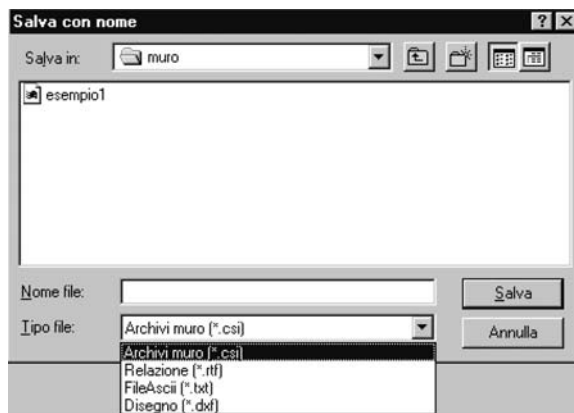 Salva con nome
Salva in: muro
esempio1
Nome file: Salva
Tipo file: Archivi muro (*.csi) Annulla
Archivi muro (*.csi)
Relazione (*.rtf)
FileAscii (*.txt)
Disegno (*.dxf)